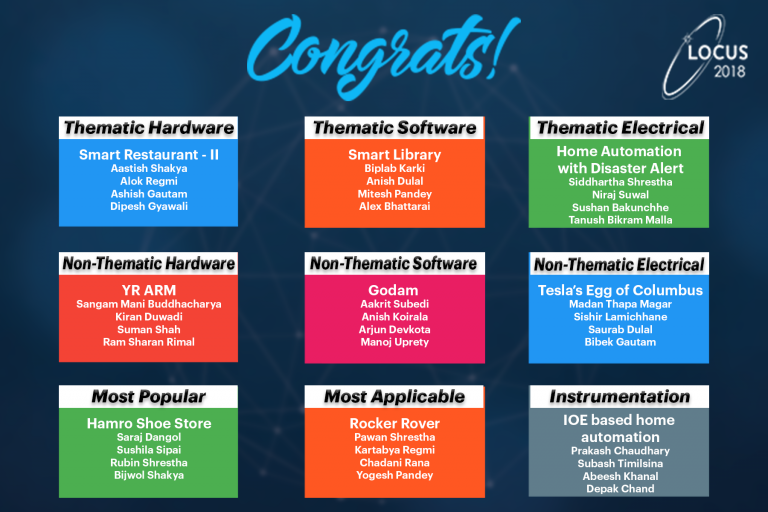 Congrats!
LOCUS
2018
Thematic Hardware
Smart Restaurant - II
Aastish Shakya
Alok Regmi
Ashish Gautam
Dipesh Gyawali
Thematic Software
Smart Library
Biplab Karki
Anish Dulal
Mitesh Pandey
Alex Bhattarai
Thematic Electrical
Home Automation
with Disaster Alert
Siddhartha Shrestha
Niraj Suwal
Sushan Bakunchhe
Tanush Bikram Malla
Non-Thematic Hardware
YR ARM
Sangam Mani Buddhacharya
Kiran Duwadi
Suman Shah
Ram Sharan Rimal
Non-Thematic Software
Godam
Aakrit Subedi
Anish Koirala
Arjun Devkota
Manoj Uprety
Non-Thematic Electrical
Tesla's Egg of Columbus
Madan Thapa Magar
Sishir Lamichhane
Saurab Dulal
Bibek Gautam
Most Popular
Hamro Shoe Store
Saraj Dangol
Sushila Sipai
Rubin Shrestha
Bijwol Shakya
Most Applicable
Rocker Rover
Pawan Shrestha
Kartabya Regmi
Chadani Rana
Yogesh Pandey
Instrumentation
IOE based home
automation
Prakash Chaudhary
Subash Timilsina
Abeesh Khanal
Depak Chand